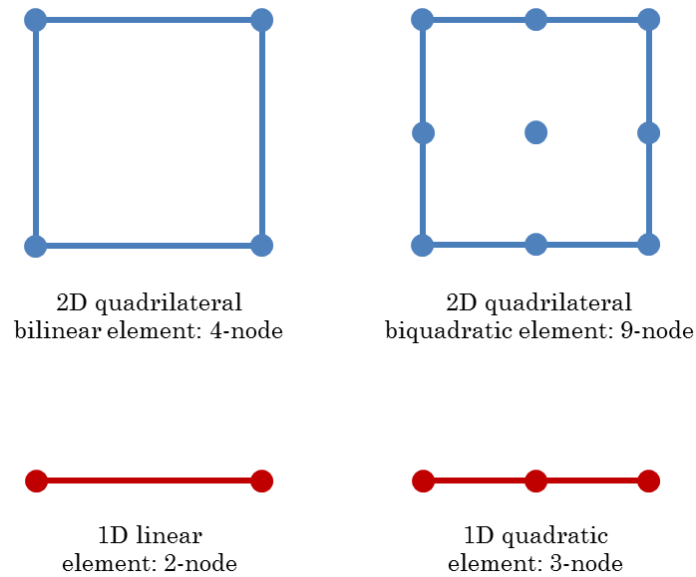 2D quadrilateral
bilinear element: 4-node
2D quadrilateral
biquadratic element: 9-node
1D linear
element: 2-node
1D quadratic
element: 3-node